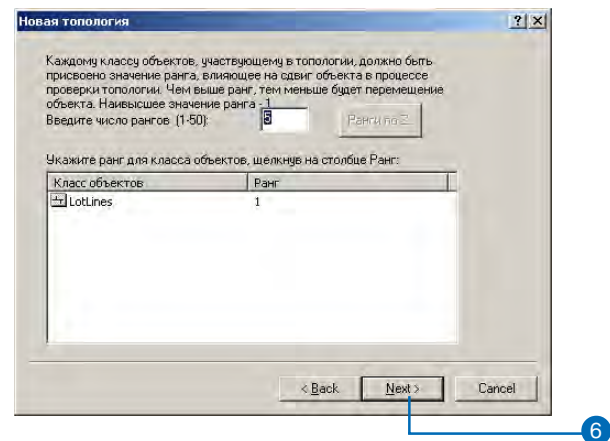 Новая топология
? ×
Каждому классу объектов, участвующему в топологии, должно быть
присвоено значение ранга, влияющее на сдвиг объекта в процессе
проверки топологии. Чем выше ранг, тем меньше будет перемещение
объекта. Наивысшее значение ранга - 1
Введите число рангов (1-50): 5 Ранги по Z...
Укажите ранг для класса объектов, щелкнув на столбце Ранг:
Класс объектов Ранг
LotLines 1
< Back Next > Cancel
6